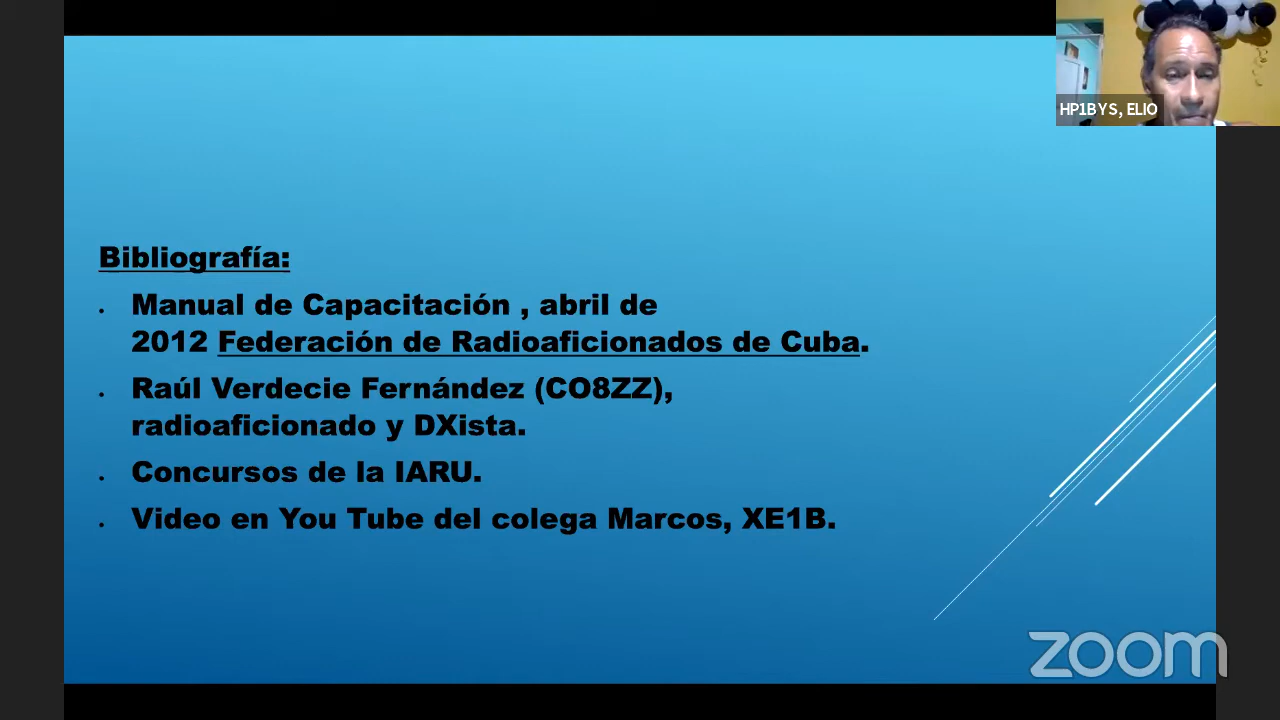 HP1BYS, ELIO
Bibliografía:
• Manual de Capacitación , abril de
2012 Federación de Radioaficionados de Cuba.
• Raúl Verdecie Fernández (CO8ZZ),
radioaficionado y DXista.
• Concursos de la IARU.
• Video en You Tube del colega Marcos, XE1B.
zoom